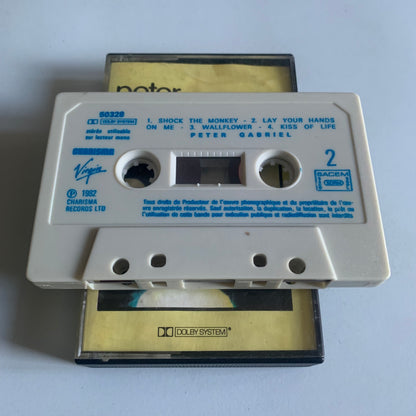 peter
50329
DOLBY SYSTEM
stéréo utilisable
sur lecteur mono
1. SHOCK THE MONKEY - 2. LAY YOUR HANDS
ON ME - 3. WALLFLOWER - 4. KISS OF LIFE
PETER GABRIEL
CHARISMA
Virgin
2
SACEM
℗ 1982
CHARISMA
RECORDS LTD
Tous droits du Producteur de l'œuvre phonographique et du propriétaire de l'œu-
vre enregistrée réservés. Sauf autorisation, la duplication, la location, le prêt ou
l'utilisation de cette bande pour exécution publique et radiodiffusion sont interdits
DOLBY SYSTEM